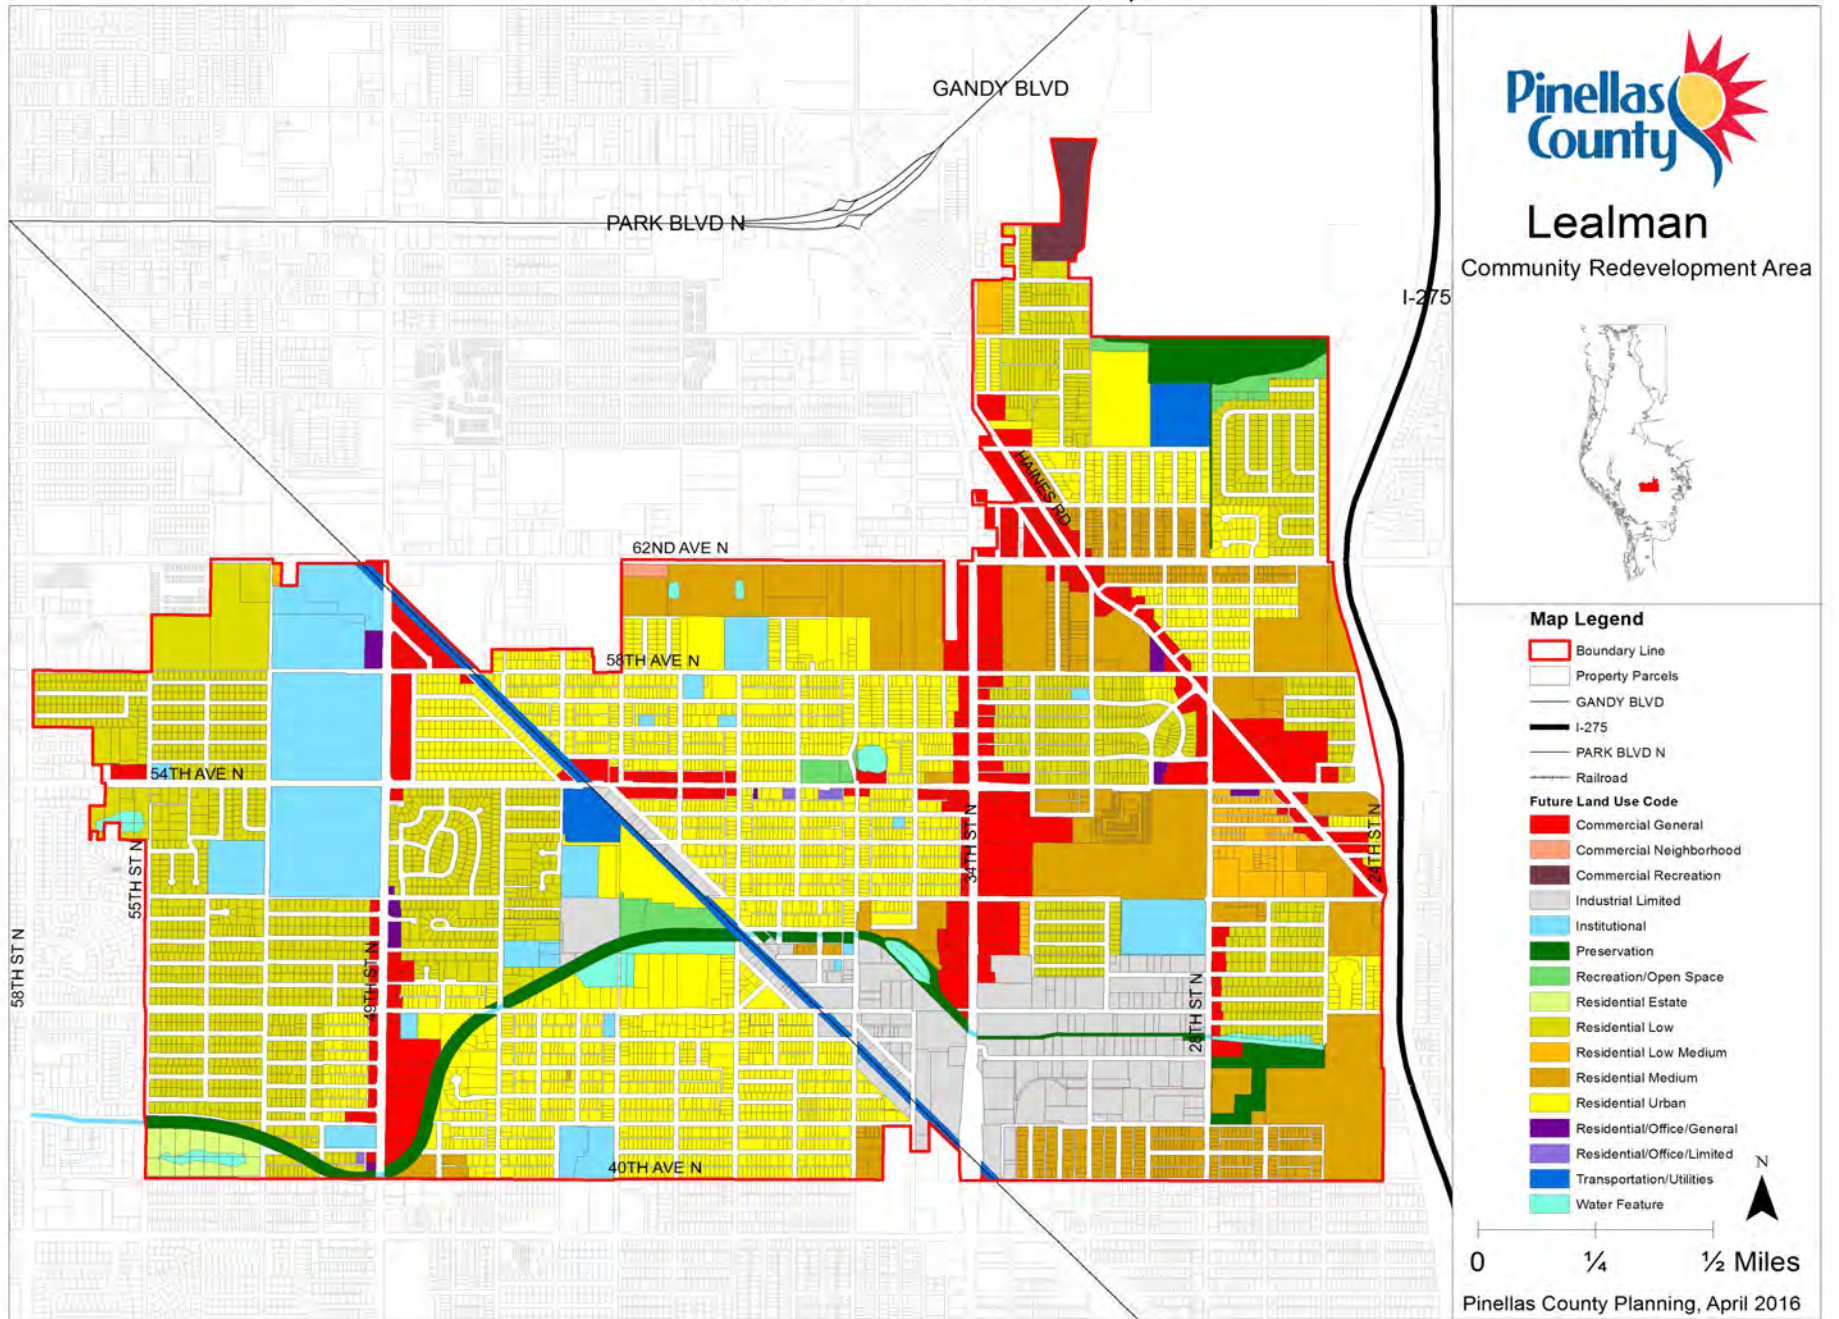 GANDY BLVD
PARK BLVD N
I-275
HAINES RD
62ND AVE N
58TH AVE N
54TH AVE N
55TH ST N
58TH ST N
49TH ST N
34TH ST N
28TH ST N
24TH ST N
40TH AVE N
Pinellas
County
Lealman
Community Redevelopment Area
Map Legend
Boundary Line
Property Parcels
GANDY BLVD
I-275
PARK BLVD N
Railroad
Future Land Use Code
Commercial General
Commercial Neighborhood
Commercial Recreation
Industrial Limited
Institutional
Preservation
Recreation/Open Space
Residential Estate
Residential Low
Residential Low Medium
Residential Medium
Residential Urban
Residential/Office/General
Residential/Office/Limited
Transportation/Utilities
Water Feature
N
0 ¼ ½ Miles
Pinellas County Planning, April 2016